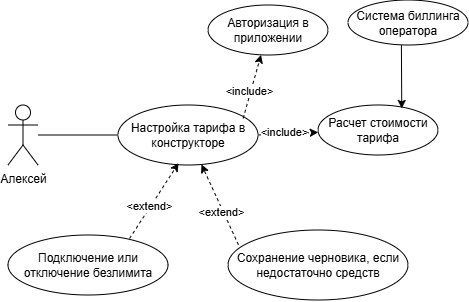 Авторизация в
приложении
Система биллинга
оператора
<include>
Настройка тарифа в
конструкторе
<include>
Расчет стоимости
тарифа
Алексей
<extend>
<extend>
Подключение или
отключение безлимита
Сохранение черновика, если
недостаточно средств